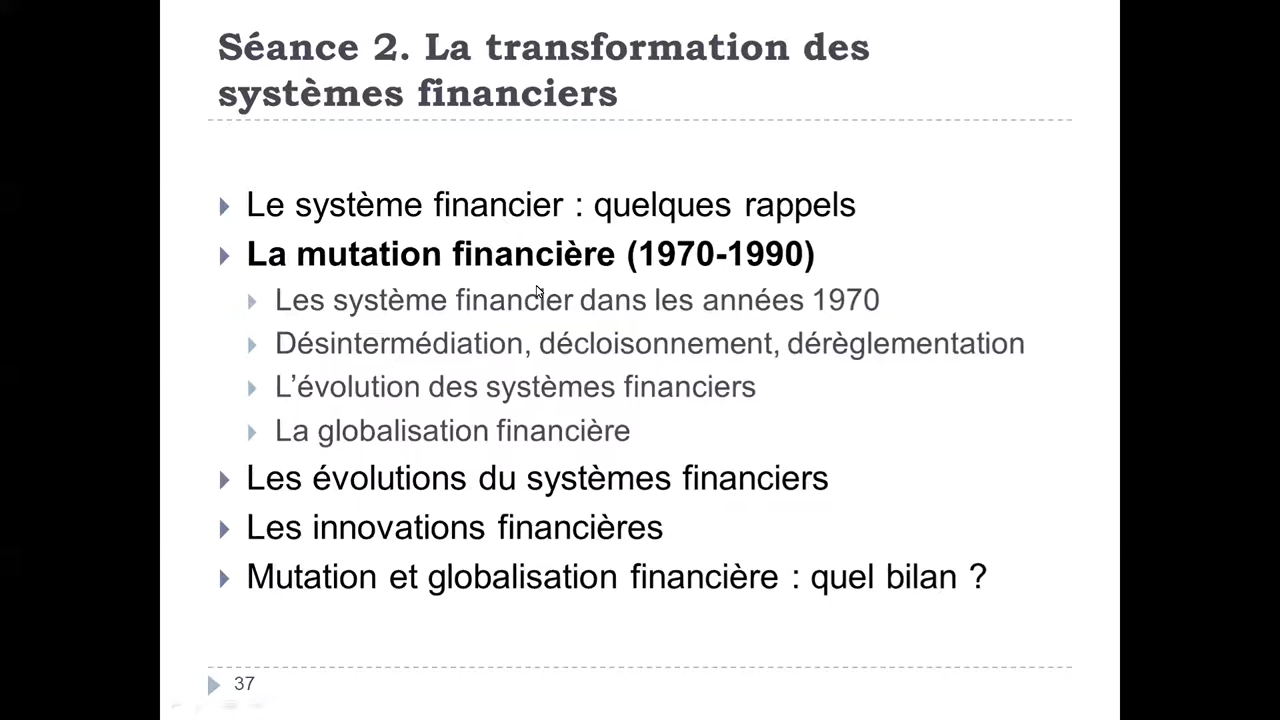 Séance 2. La transformation des
systèmes financiers
Le système financier : quelques rappels
La mutation financière (1970-1990)
Les système financier dans les années 1970
Désintermédiation, décloisonnement, dérèglementation
L’évolution des systèmes financiers
La globalisation financière
Les évolutions du systèmes financiers
Les innovations financières
Mutation et globalisation financière : quel bilan ?
37